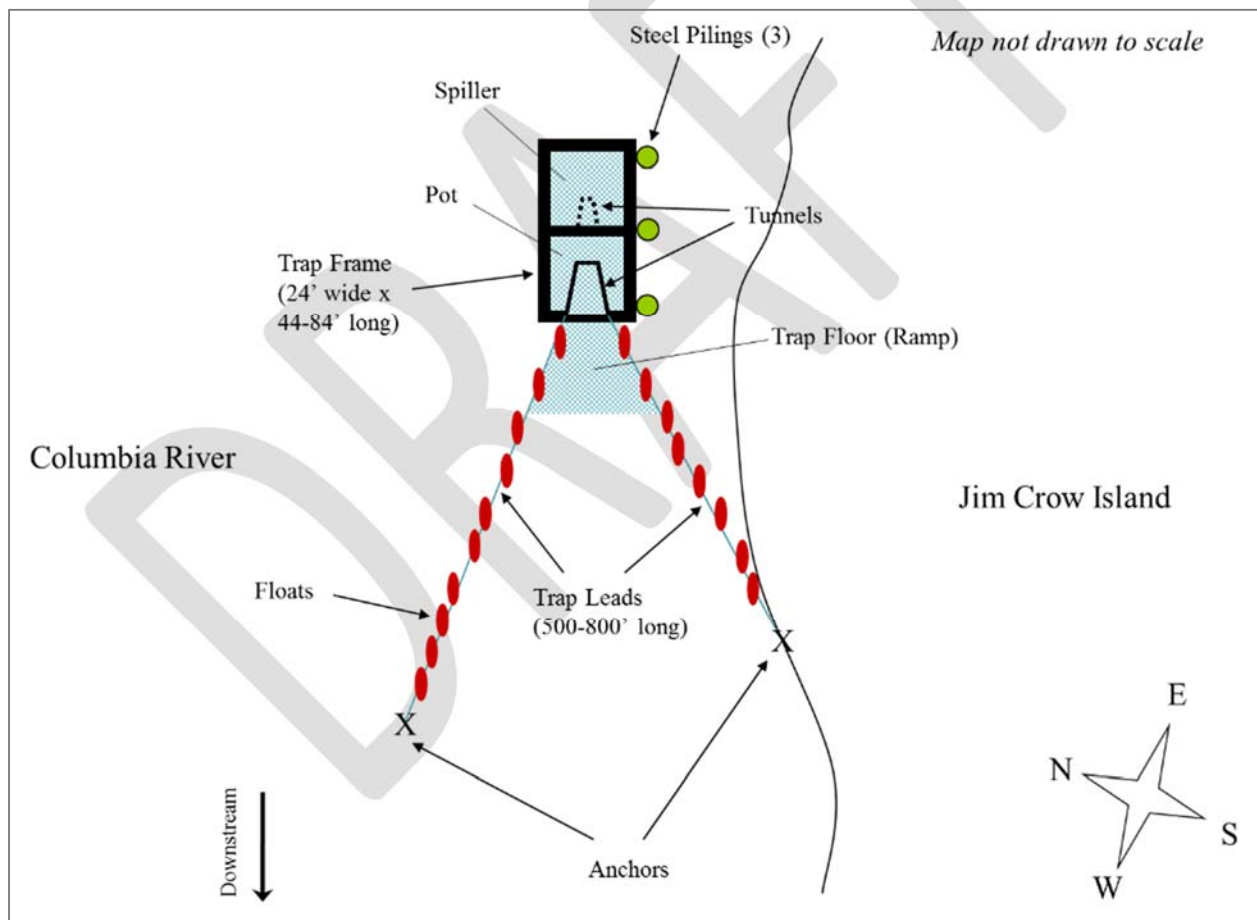 Steel Pilings (3)
Map not drawn to scale
Spiller
Pot
Tunnels
Trap Frame
(24’ wide x
44-84’ long)
Trap Floor (Ramp)
Columbia River
Jim Crow Island
Floats
Trap Leads
(500-800’ long)
X
X
E
N
S
W
Downstream
Anchors
DRAFT